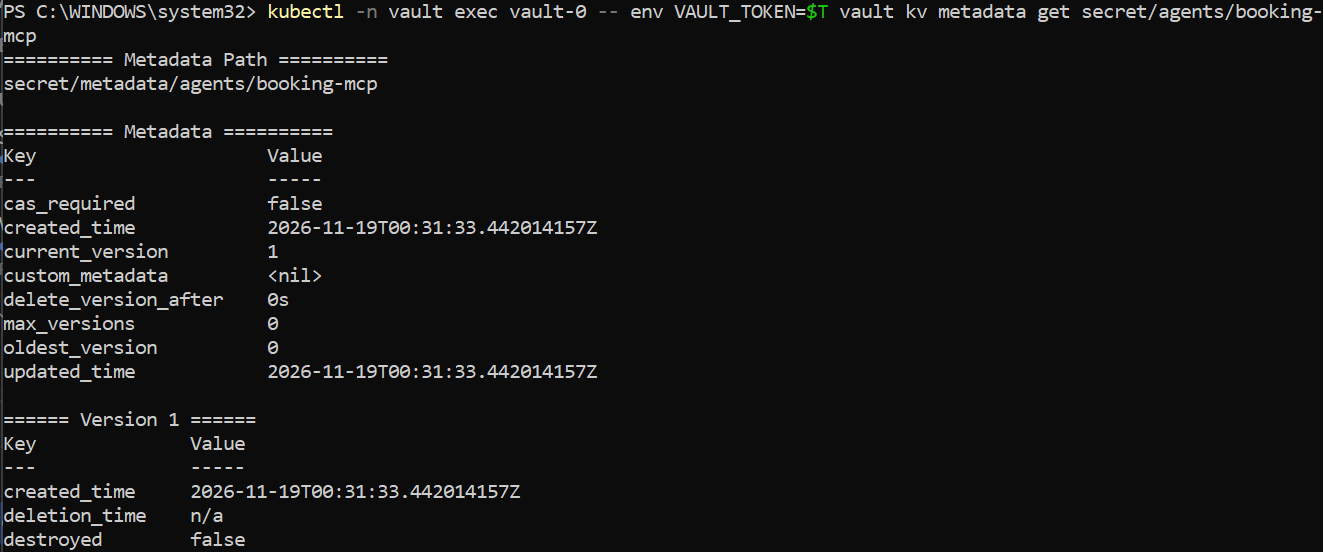 PS C:\WINDOWS\system32> kubectl -n vault exec vault-0 -- env VAULT_TOKEN=$T vault kv metadata get secret/agents/booking-
mcp
========== Metadata Path ==========
secret/metadata/agents/booking-mcp

========== Metadata ==========
Key                     Value
---                     -----
cas_required            false
created_time            2026-11-19T00:31:33.442014157Z
current_version         1
custom_metadata         <nil>
delete_version_after    0s
max_versions            0
oldest_version          0
updated_time            2026-11-19T00:31:33.442014157Z

====== Version 1 ======
Key              Value
---              -----
created_time     2026-11-19T00:31:33.442014157Z
deletion_time    n/a
destroyed        false